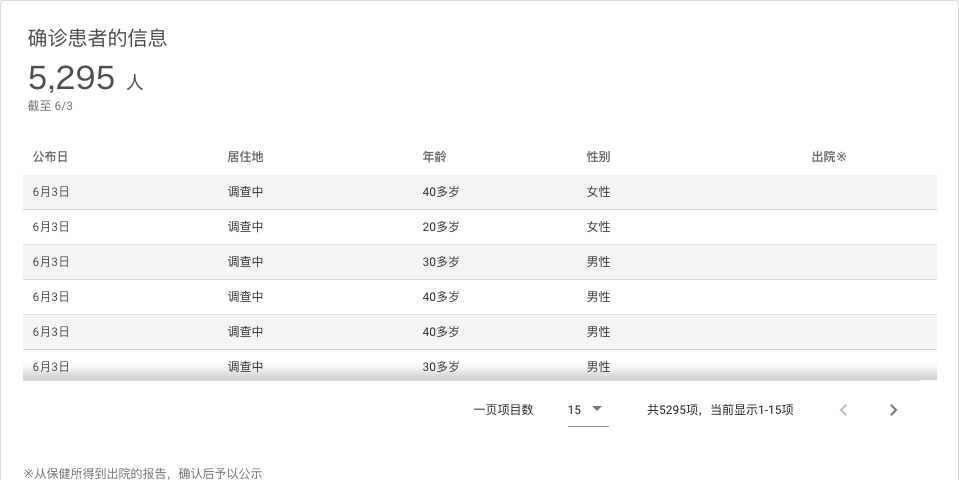 确诊患者的信息
5,295 人
截至 6/3
公布日 居住地 年龄 性别 出院※
6月3日 调查中 40多岁 女性
6月3日 调查中 20多岁 女性
6月3日 调查中 30多岁 男性
6月3日 调查中 40多岁 男性
6月3日 调查中 40多岁 男性
6月3日 调查中 30多岁 男性
一页项目数 15 共5295项，当前显示1-15项
※从保健所得到出院的报告，确认后予以公示